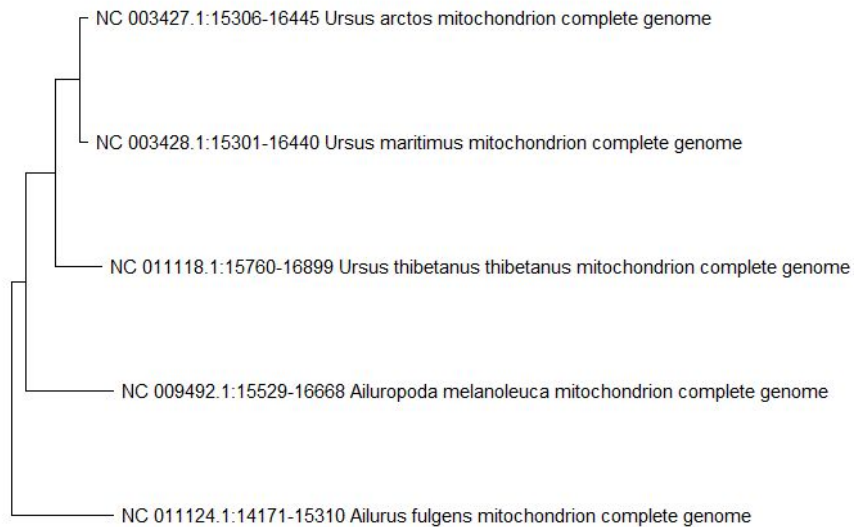 NC 003427.1:15306-16445 Ursus arctos mitochondrion complete genome
NC 003428.1:15301-16440 Ursus maritimus mitochondrion complete genome
NC 011118.1:15760-16899 Ursus thibetanus thibetanus mitochondrion complete genome
NC 009492.1:15529-16668 Ailuropoda melanoleuca mitochondrion complete genome
NC 011124.1:14171-15310 Ailurus fulgens mitochondrion complete genome